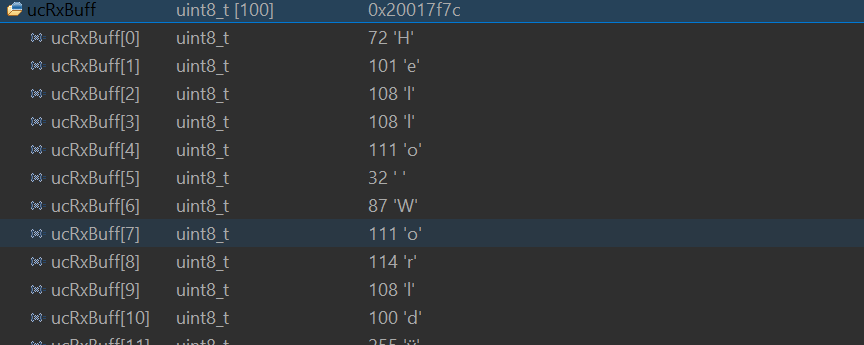 ucRxBuff uint8_t [100] 0x20017f7c
ucRxBuff[0] uint8_t 72 'H'
ucRxBuff[1] uint8_t 101 'e'
ucRxBuff[2] uint8_t 108 'l'
ucRxBuff[3] uint8_t 108 'l'
ucRxBuff[4] uint8_t 111 'o'
ucRxBuff[5] uint8_t 32 ' '
ucRxBuff[6] uint8_t 87 'W'
ucRxBuff[7] uint8_t 111 'o'
ucRxBuff[8] uint8_t 114 'r'
ucRxBuff[9] uint8_t 108 'l'
ucRxBuff[10] uint8_t 100 'd'
ucRxBuff[11] uint8_t 255 'ÿ'